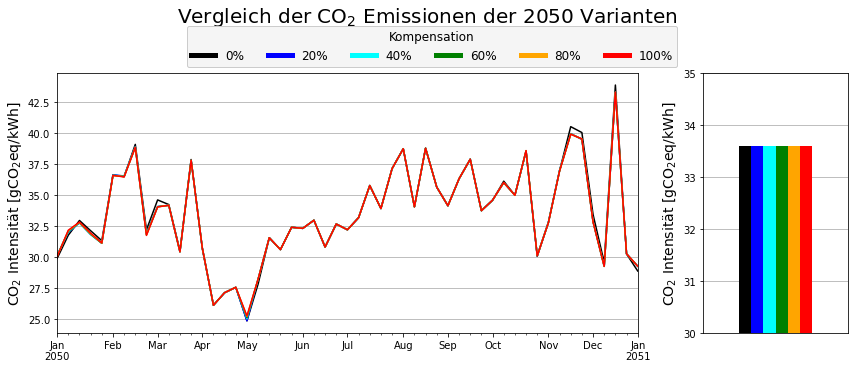 Vergleich der CO₂ Emissionen der 2050 Varianten
Kompensation
0% 20% 40% 60% 80% 100%
CO₂ Intensität [gCO₂eq/kWh]
42.5
40.0
37.5
35.0
32.5
30.0
27.5
25.0
Jan Feb Mar Apr May Jun Jul Aug Sep Oct Nov Dec Jan
2050 2051
CO₂ Intensität [gCO₂eq/kWh]
35
34
33
32
31
30